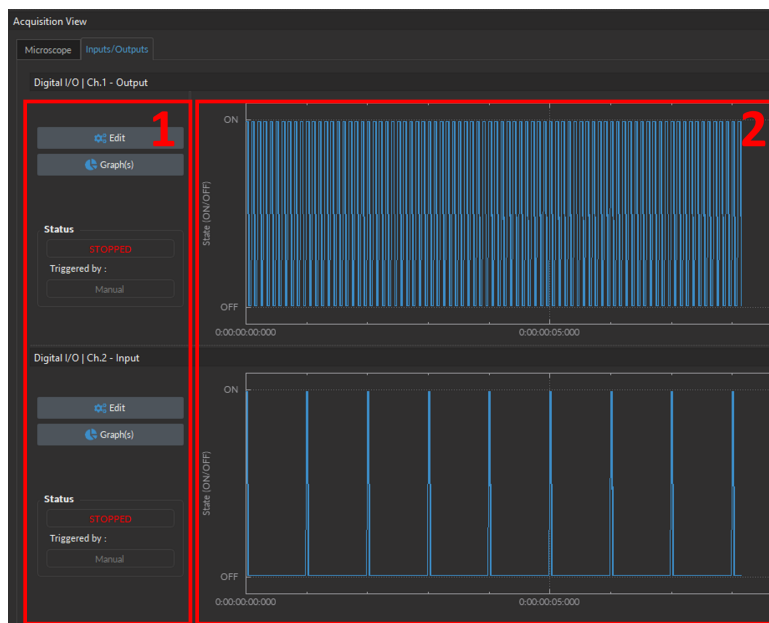 Acquisition View
Microscope
Inputs/Outputs
Digital I/O | Ch.1 - Output
1
2
Edit
Graph(s)
Status
STOPPED
Triggered by :
Manual
ON
State (ON/OFF)
OFF
0:00:00:00:000
0:00:00:05:000
Digital I/O | Ch.2 - Input
Edit
Graph(s)
Status
STOPPED
Triggered by :
Manual
ON
State (ON/OFF)
OFF
0:00:00:00:000
0:00:00:05:000